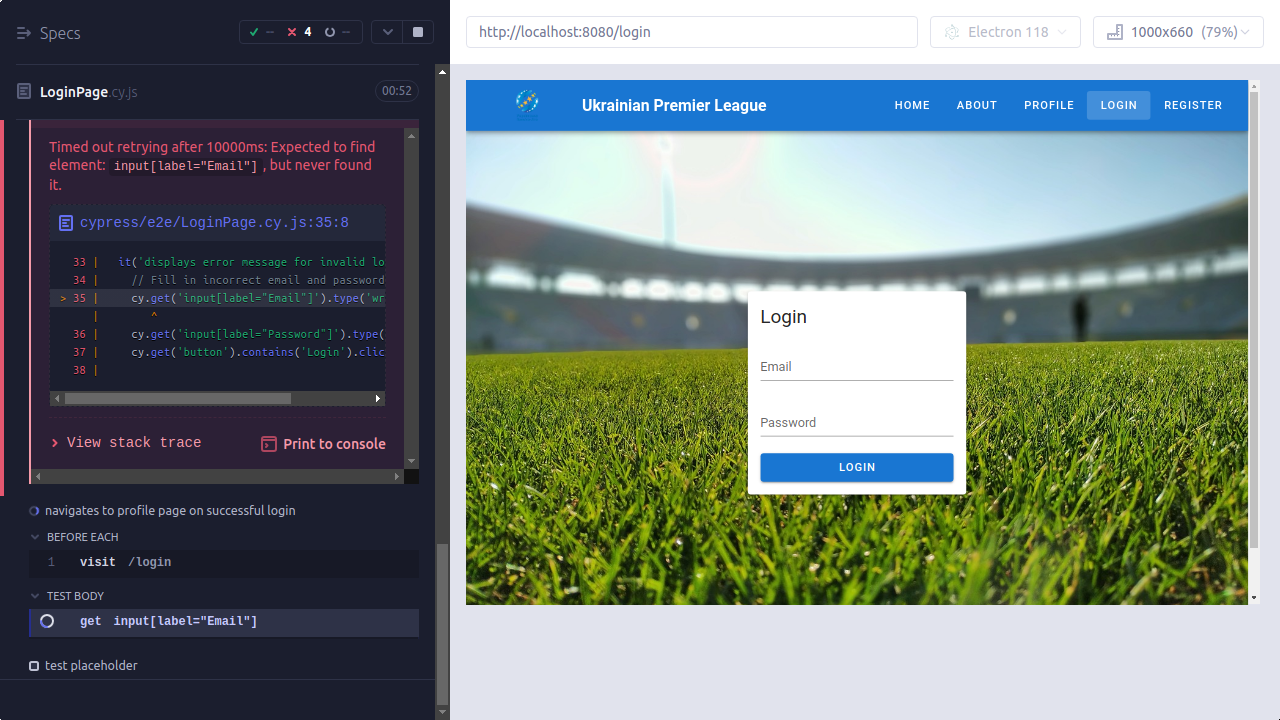 Specs
-- 4 --
LoginPage.cy.js
00:52
Timed out retrying after 10000ms: Expected to find
element: input[label="Email"], but never found
it.
cypress/e2e/LoginPage.cy.js:35:8
33 | it('displays error message for invalid lo
34 | // Fill in incorrect email and password
> 35 | cy.get('input[label="Email"]').type('wr
| ^
36 | cy.get('input[label="Password"]').type(
37 | cy.get('button').contains('Login').clic
38 |
View stack trace
Print to console
navigates to profile page on successful login
BEFORE EACH
1 visit /login
TEST BODY
get input[label="Email"]
test placeholder
http://localhost:8080/login
Electron 118
1000x660 (79%)
Ukrainian Premier League
HOME
ABOUT
PROFILE
LOGIN
REGISTER
Login
Email
Password
LOGIN